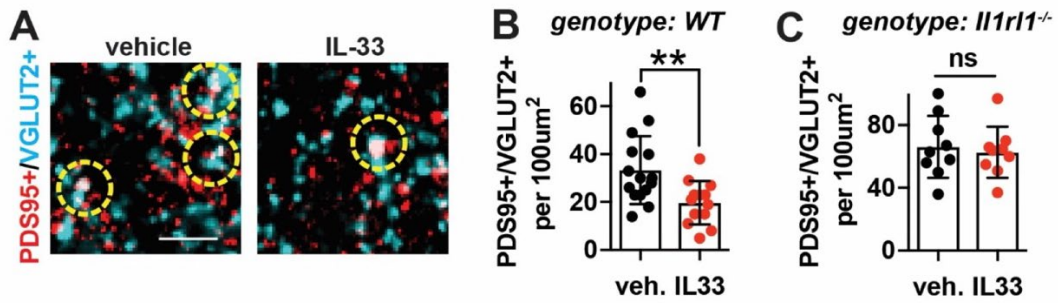 A
vehicle
IL-33
PDS95+/VGLUT2+
B
genotype: WT
PDS95+/VGLUT2+
per 100um²
**
60
40
20
0
veh. IL33
C
genotype: Il1rl1-/-
PDS95+/VGLUT2+
per 100um²
ns
80
40
0
veh. IL33